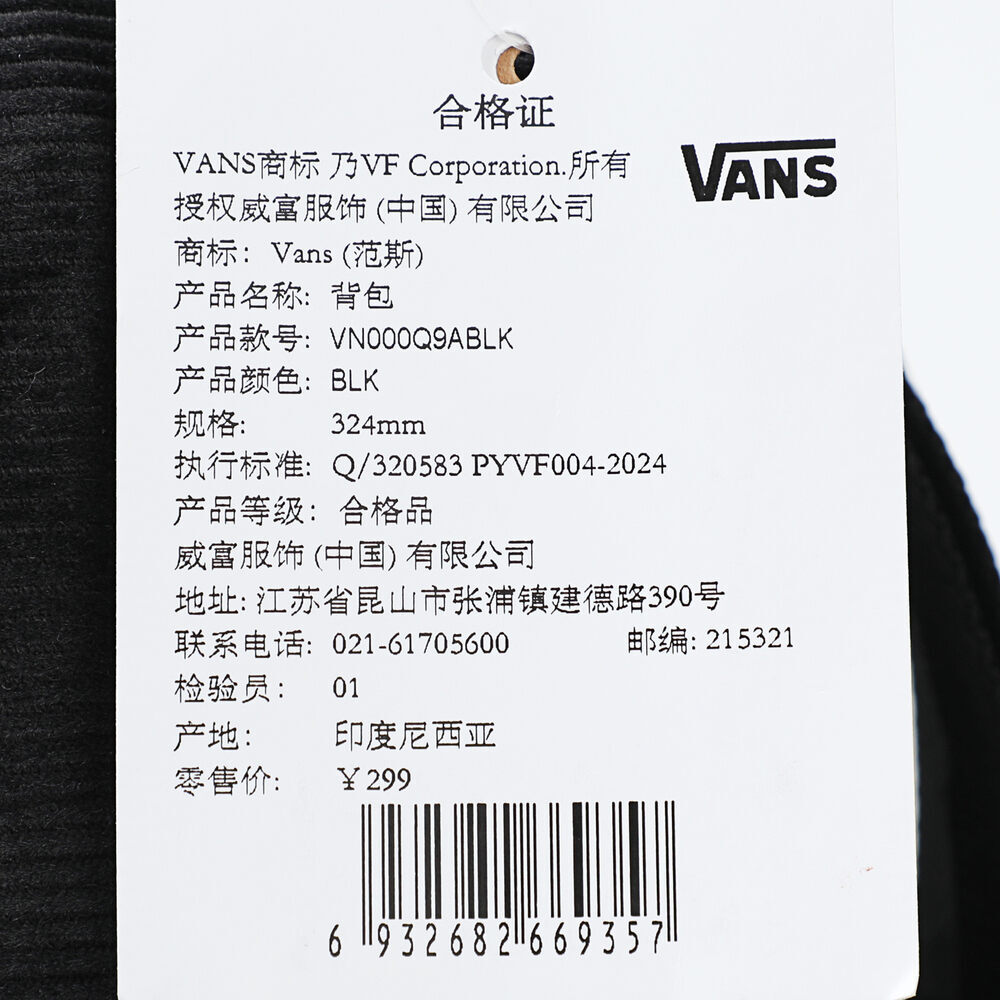 合格证
VANS商标 乃VF Corporation.所有
VANS
授权威富服饰 (中国) 有限公司
商标: Vans (范斯)
产品名称: 背包
产品款号: VN000Q9ABLK
产品颜色: BLK
规格: 324mm
执行标准: Q/320583 PYVF004-2024
产品等级: 合格品
威富服饰 (中国) 有限公司
地址: 江苏省昆山市张浦镇建德路390号
联系电话: 021-61705600 邮编: 215321
检验员: 01
产地: 印度尼西亚
零售价: ¥299
6 932682 669357